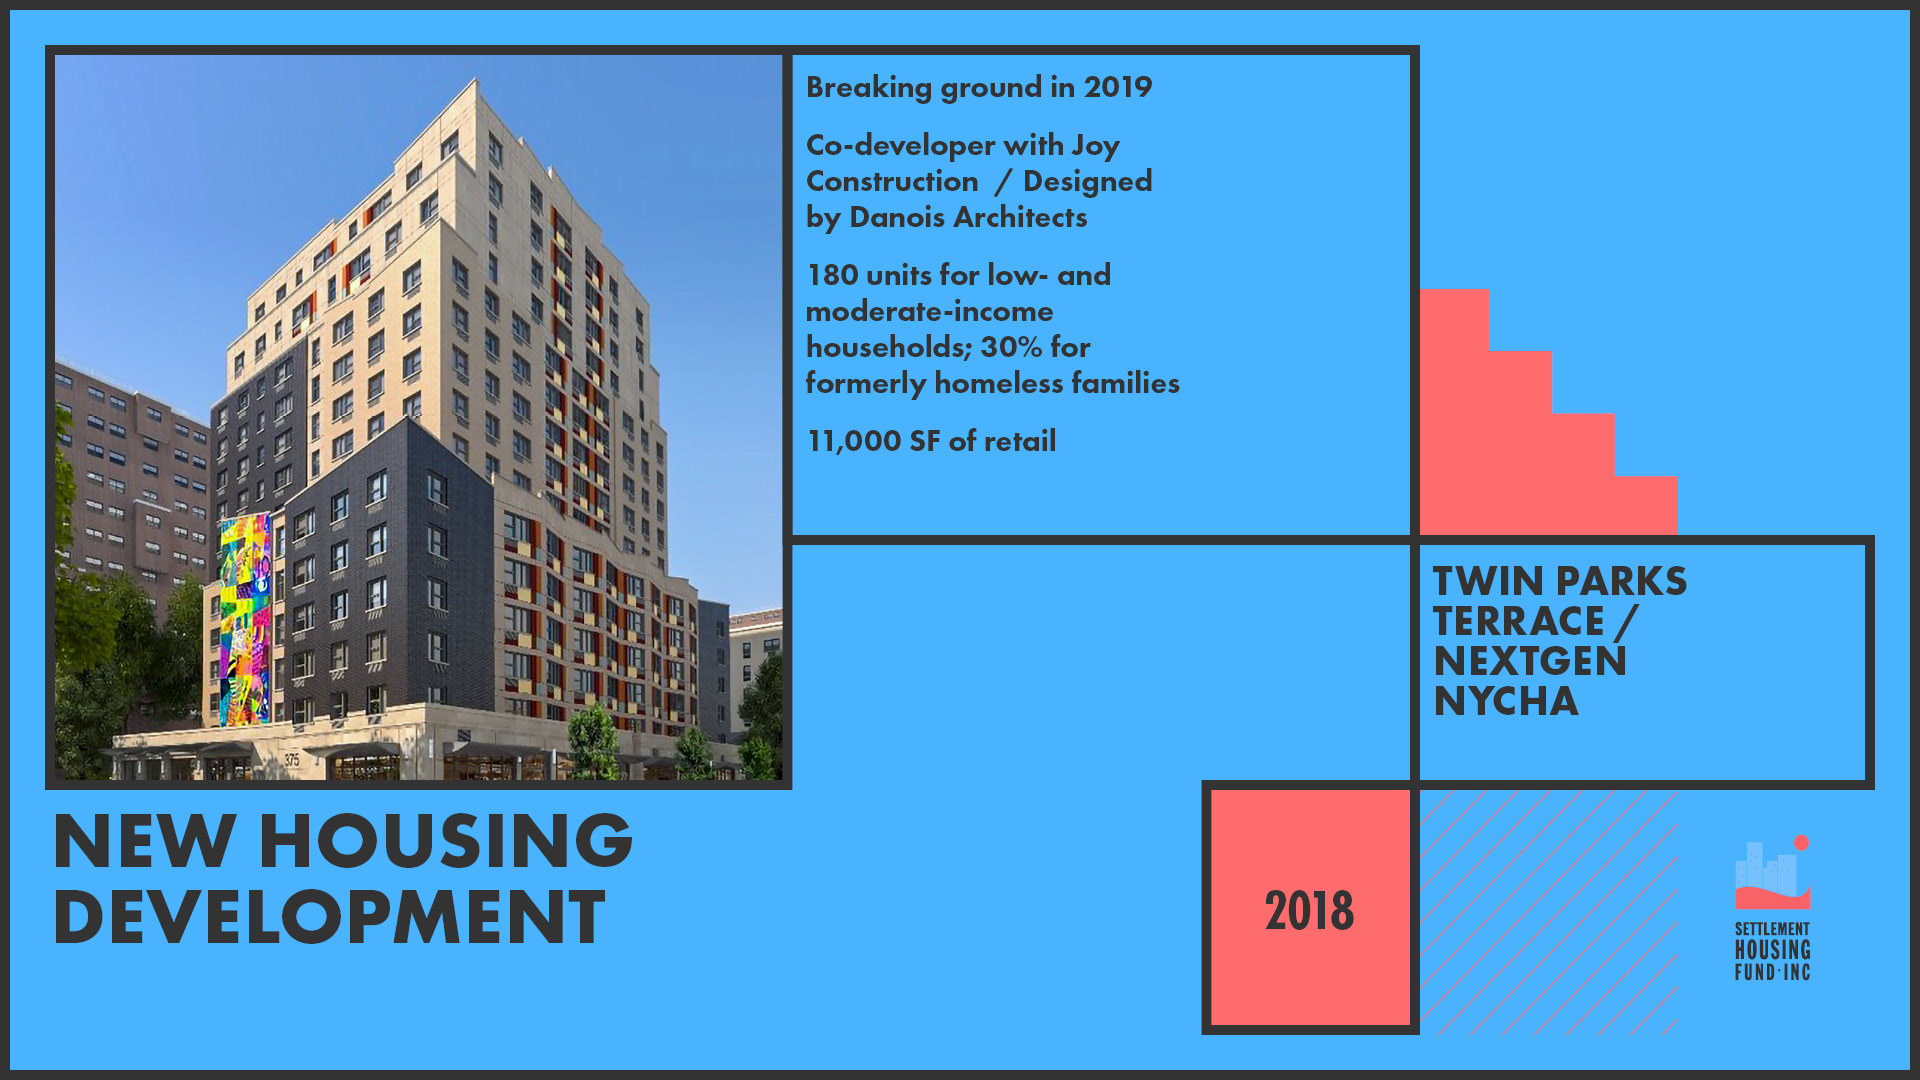 Breaking ground in 2019
Co-developer with Joy
Construction / Designed
by Danois Architects
180 units for low- and
moderate-income
households; 30% for
formerly homeless families
11,000 SF of retail
375
TWIN PARKS
TERRACE /
NEXTGEN
NYCHA
NEW HOUSING
DEVELOPMENT
2018
SETTLEMENT
HOUSING
FUND·INC